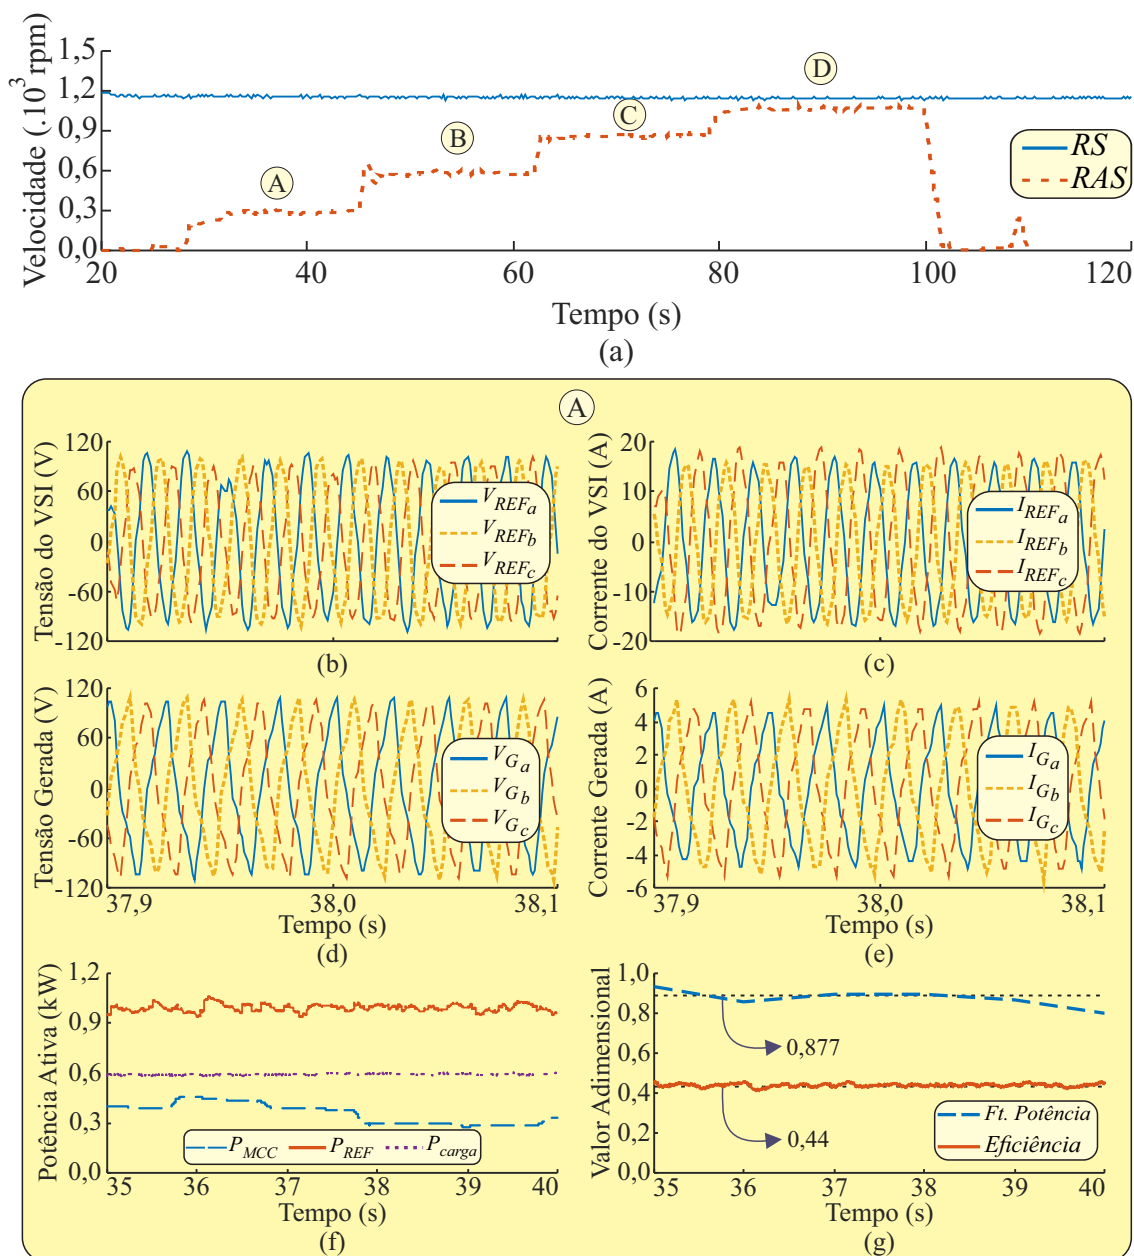 Velocidade (.10³ rpm)
1,5
1,2
0,9
0,6
0,3
0,0
A
B
C
D
RS
RAS
20
40
60
80
100
120
Tempo (s)
(a)
A
Tensão do VSI (V)
120
60
0
-60
-120
V_REFa
V_REFb
V_REFc
(b)
Corrente do VSI (A)
20
10
0
-10
-20
I_REFa
I_REFb
I_REFc
(c)
Tensão Gerada (V)
120
60
0
-60
-120
V_Ga
V_Gb
V_Gc
37,9
38,0
38,1
Tempo (s)
(d)
Corrente Gerada (A)
6
4
2
0
-2
-4
-6
I_Ga
I_Gb
I_Gc
37,9
38,0
38,1
Tempo (s)
(e)
Potência Ativa (kW)
1,2
0,9
0,6
0,3
0,0
P_MCC
P_REF
P_carga
35
36
37
38
39
40
Tempo (s)
(f)
Valor Adimensional
1,0
0,8
0,6
0,4
0,2
0,0
0,877
0,44
Ft. Potência
Eficiência
35
36
37
38
39
40
Tempo (s)
(g)